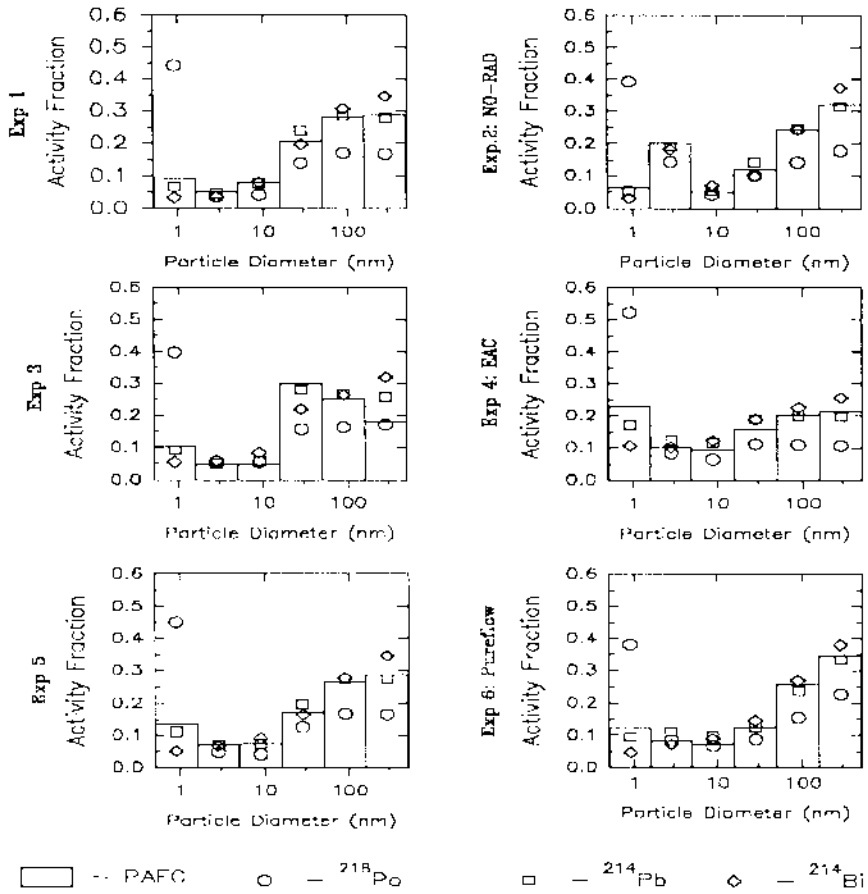 Exp 1
Activity Fraction
0.6
0.5
0.4
0.3
0.2
0.1
0.0
1 10 100
Particle Diameter (nm)
Exp.2: NO-RAD
Activity Fraction
0.6
0.5
0.4
0.3
0.2
0.1
0.0
1 10 100
Particle Diameter (nm)
Exp 3
Activity Fraction
0.6
0.5
0.4
0.3
0.2
0.1
0.0
1 10 100
Particle Diameter (nm)
Exp 4: EAC
Activity Fraction
0.6
0.5
0.4
0.3
0.2
0.1
0.0
1 10 100
Particle Diameter (nm)
Exp 5
Activity Fraction
0.6
0.5
0.4
0.3
0.2
0.1
0.0
1 10 100
Particle Diameter (nm)
Exp 6: Pureflow
Activity Fraction
0.6
0.5
0.4
0.3
0.2
0.1
0.0
1 10 100
Particle Diameter (nm)
-- PAEC — 218Po — 214Pb — 214Bi